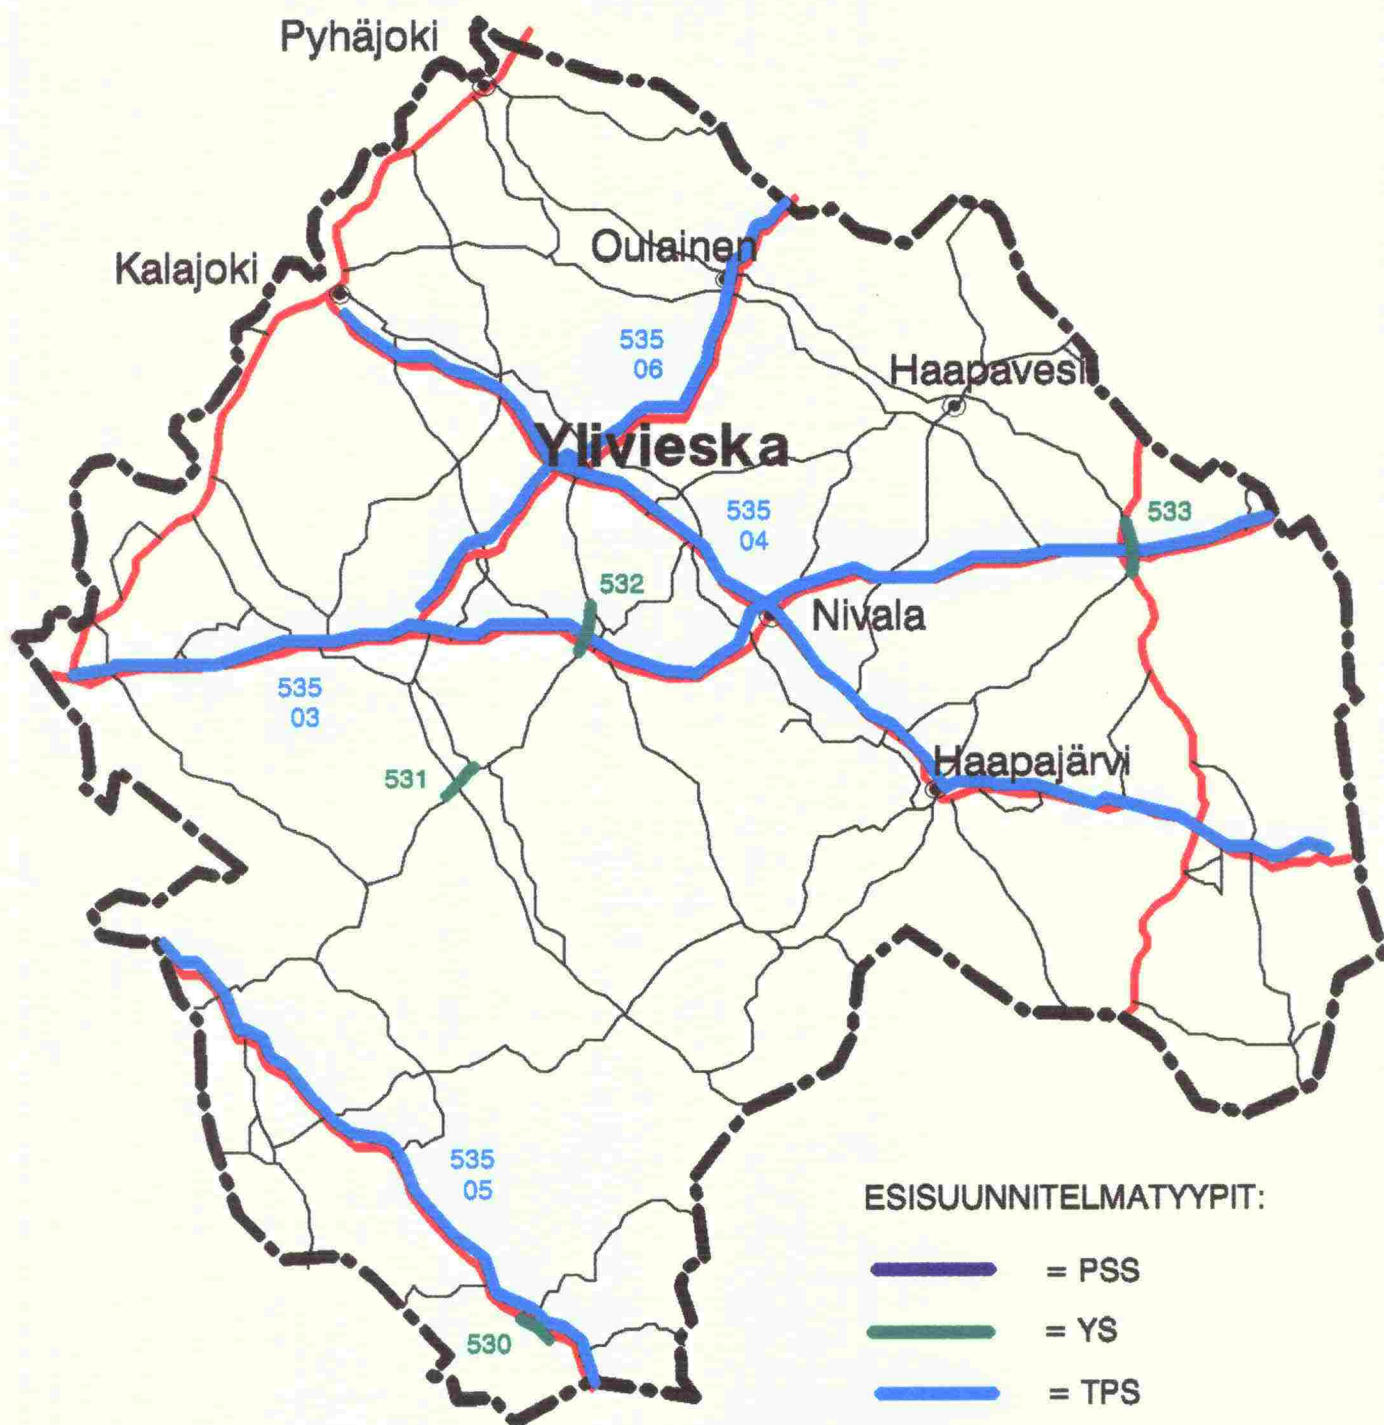 Pyhäjoki
Kalajoki
Oulainen
535
06
Haapavesi
Ylivieska
535
04
533
532
Nivala
535
03
531
Haapajärvi
535
05
530
ESISUUNNITELMATYYPIT:
= PSS
= YS
= TPS